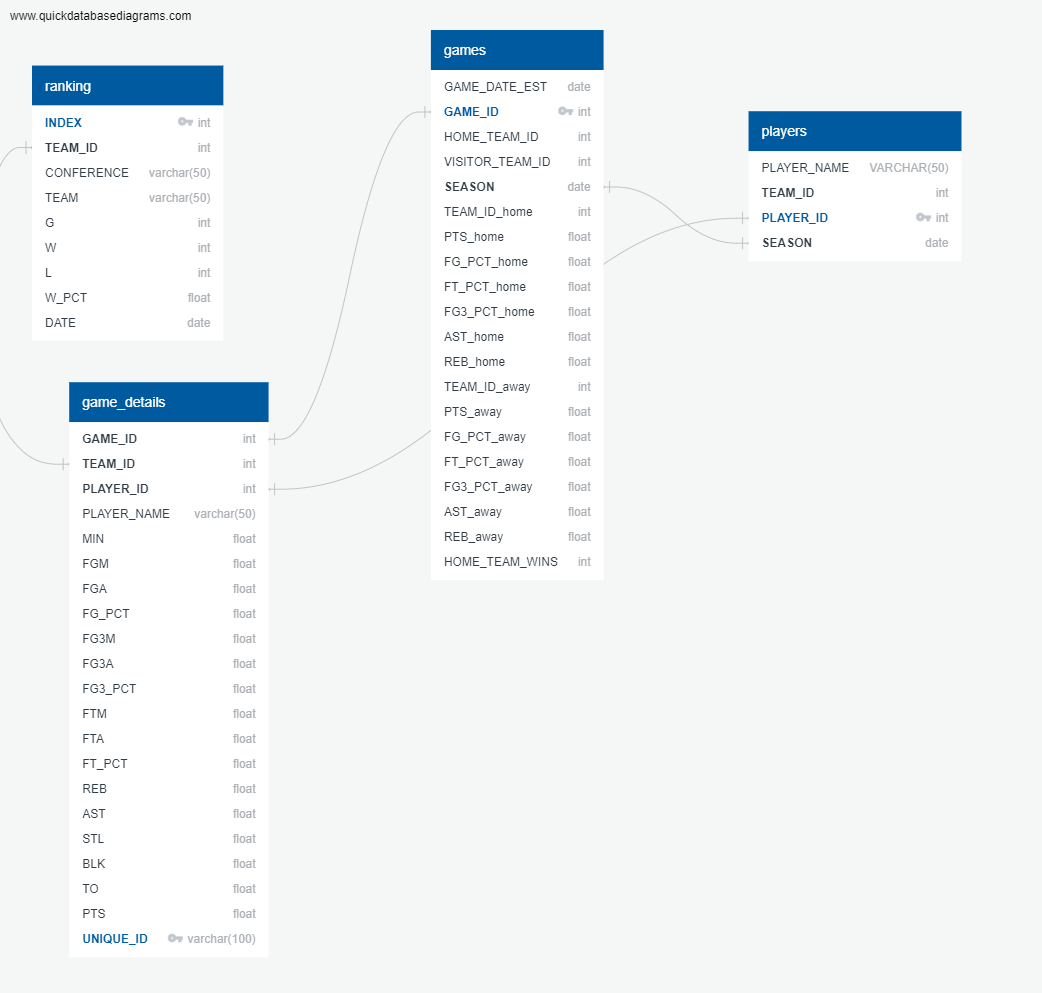 www.quickdatabasediagrams.com
ranking
INDEX int
TEAM_ID int
CONFERENCE varchar(50)
TEAM varchar(50)
G int
W int
L int
W_PCT float
DATE date
game_details
GAME_ID int
TEAM_ID int
PLAYER_ID int
PLAYER_NAME varchar(50)
MIN float
FGM float
FGA float
FG_PCT float
FG3M float
FG3A float
FG3_PCT float
FTM float
FTA float
FT_PCT float
REB float
AST float
STL float
BLK float
TO float
PTS float
UNIQUE_ID varchar(100)
games
GAME_DATE_EST date
GAME_ID int
HOME_TEAM_ID int
VISITOR_TEAM_ID int
SEASON date
TEAM_ID_home int
PTS_home float
FG_PCT_home float
FT_PCT_home float
FG3_PCT_home float
AST_home float
REB_home float
TEAM_ID_away int
PTS_away float
FG_PCT_away float
FT_PCT_away float
FG3_PCT_away float
AST_away float
REB_away float
HOME_TEAM_WINS int
players
PLAYER_NAME VARCHAR(50)
TEAM_ID int
PLAYER_ID int
SEASON date